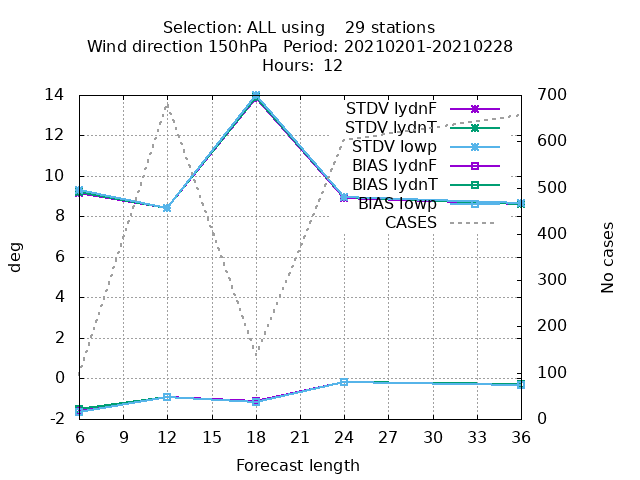 Selection: ALL using    29 stations
Wind direction 150hPa   Period: 20210201-20210228
Hours: 12
14
12
10
8
6
4
2
0
-2
deg
700
600
500
400
300
200
100
0
No cases
STDV lydnF
STDV lydnT
STDV lowp
BIAS lydnF
BIAS lydnT
BIAS lowp
CASES
6 9 12 15 18 21 24 27 30 33 36
Forecast length